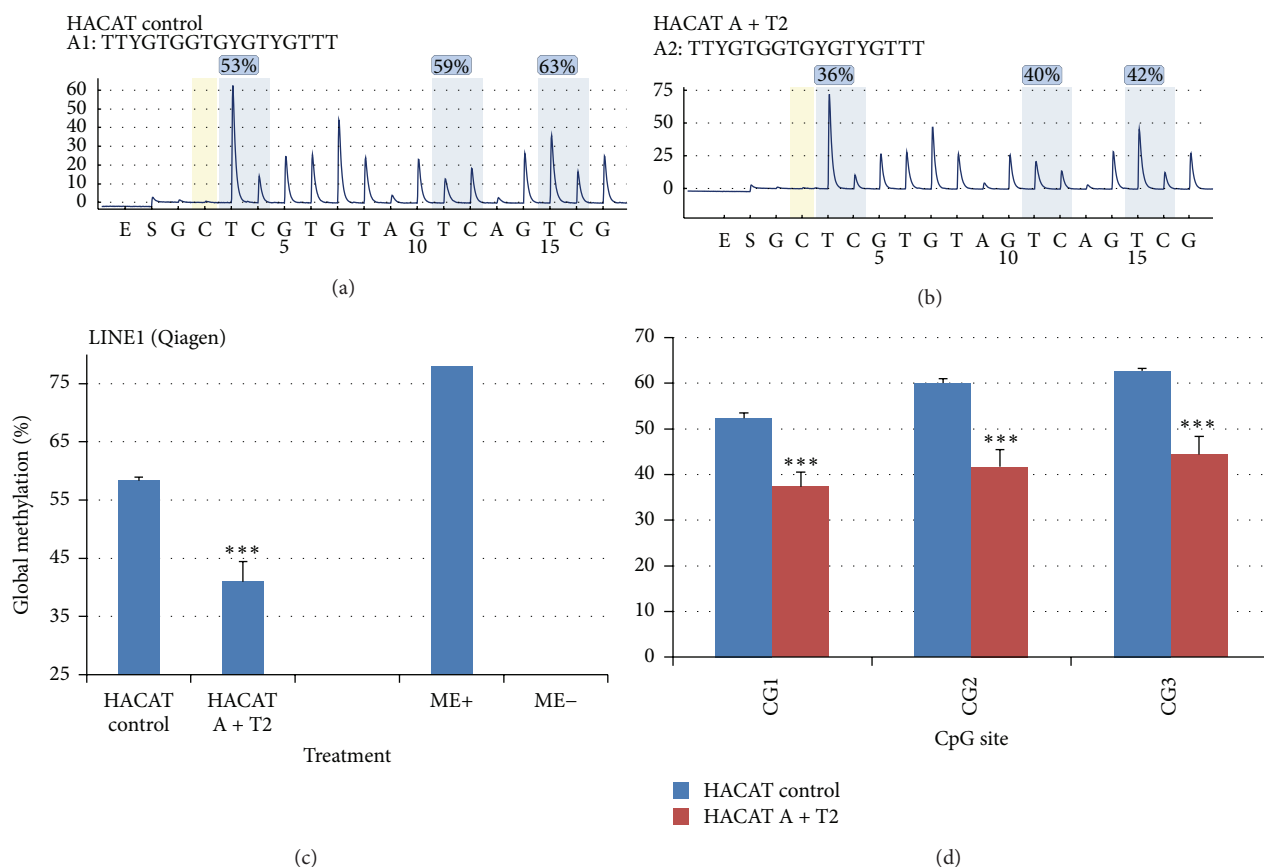 HACAT control
A1: TTYGTGGTGYGTYGTTT
53% 59% 63%
60
50
40
30
20
10
0
E S G C T C G T G T A G T C A G T C G
5 10 15
(a)
HACAT A + T2
A2: TTYGTGGTGYGTYGTTT
36% 40% 42%
75
50
25
0
E S G C T C G T G T A G T C A G T C G
5 10 15
(b)
LINE1 (Qiagen)
Global methylation (%)
75
65
55
45
35
25
***
HACAT control
HACAT A + T2
ME+
ME−
Treatment
(c)
70
60
50
40
30
20
10
0
*** *** ***
CG1
CG2
CG3
CpG site
HACAT control
HACAT A + T2
(d)